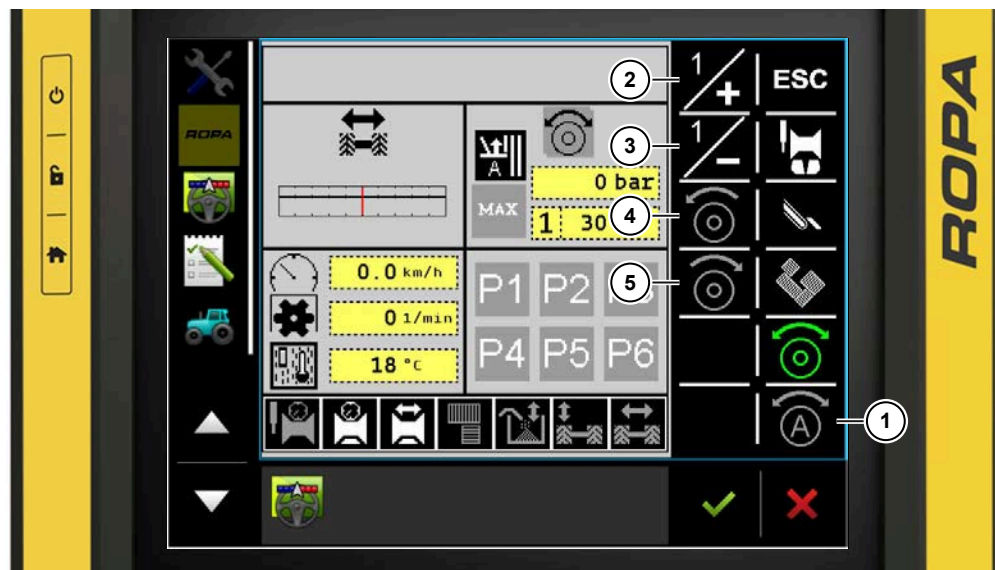 ROPA
ROPA
1/+
ESC
2
1/-
3
A
MAX
0 bar
1 30
4
5
0.0 km/h
0 1/min
18 °C
P1 P2
P4 P5 P6
A
1